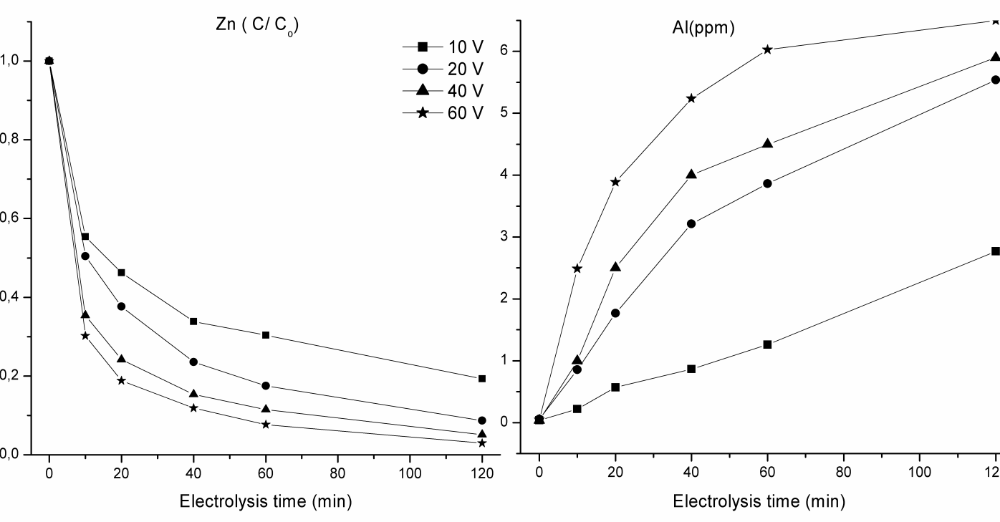 Zn ( C/ Co)
10 V
20 V
40 V
60 V
1,0
0,8
0,6
0,4
0,2
0,0
0 20 40 60 80 100 120
Electrolysis time (min)
Al(ppm)
6
5
4
3
2
1
0
0 20 40 60 80 100 12
Electrolysis time (min)